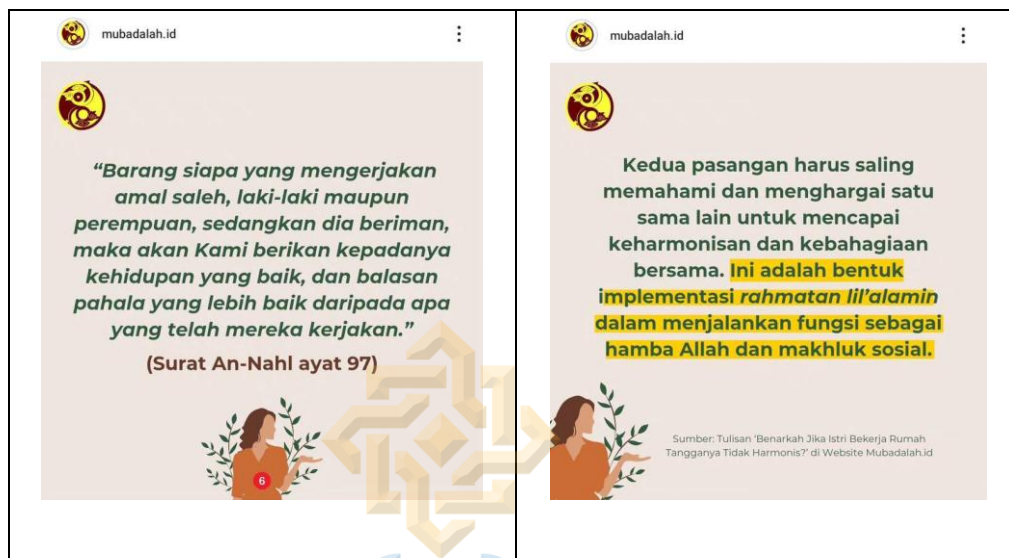 mubadalah.id
“Barang siapa yang mengerjakan
amal saleh, laki-laki maupun
perempuan, sedangkan dia beriman,
maka akan Kami berikan kepadanya
kehidupan yang baik, dan balasan
pahala yang lebih baik daripada apa
yang telah mereka kerjakan.”
(Surat An-Nahl ayat 97)
6
mubadalah.id
Kedua pasangan harus saling
memahami dan menghargai satu
sama lain untuk mencapai
keharmonisan dan kebahagiaan
bersama. Ini adalah bentuk
implementasi rahmatan lil’alamin
dalam menjalankan fungsi sebagai
hamba Allah dan makhluk sosial.
Sumber: Tulisan ‘Benarkah Jika Istri Bekerja Rumah
Tangganya Tidak Harmonis?’ di Website Mubadalah.id